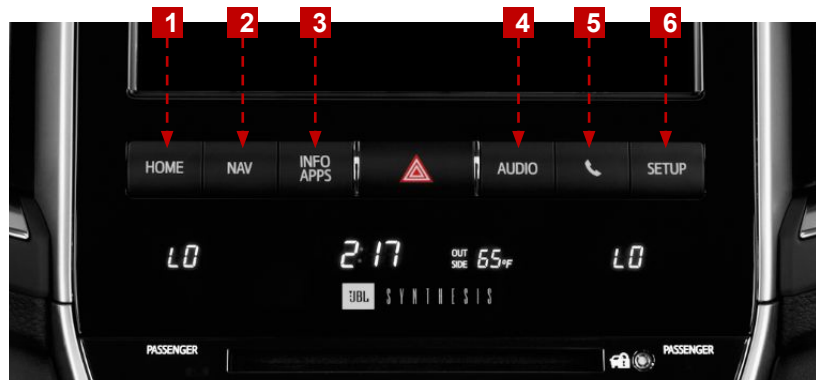 1 2 3 4 5 6
HOME NAV INFO APPS AUDIO SETUP
LO 2:17 OUT SIDE 65°F LO
JBL SYNTHESIS
PASSENGER PASSENGER